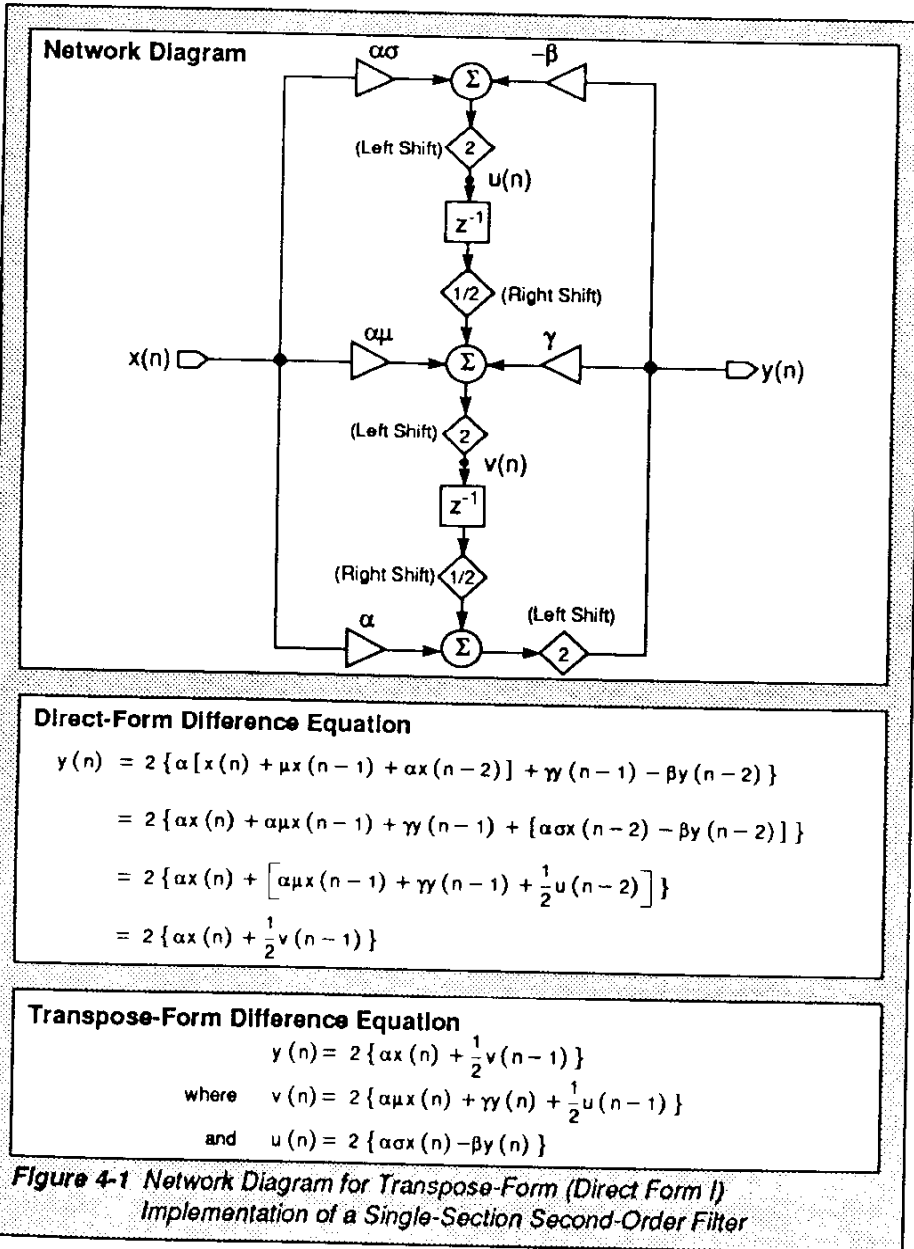 Network Diagram
ασ
Σ
−β
(Left Shift) 2
u(n)
z⁻¹
1/2 (Right Shift)
x(n)
αμ
Σ
γ
y(n)
(Left Shift) 2
v(n)
z⁻¹
(Right Shift) 1/2
(Left Shift)
α
Σ
2
Direct-Form Difference Equation
y(n) = 2{α[x(n) + μx(n−1) + αx(n−2)] + γy(n−1) − βy(n−2)}
= 2{αx(n) + αμx(n−1) + γy(n−1) + [ασx(n−2) − βy(n−2)]}
= 2{αx(n) + [αμx(n−1) + γy(n−1) + 1/2 u(n−2)]}
= 2{αx(n) + 1/2 v(n−1)}
Transpose-Form Difference Equation
y(n) = 2{αx(n) + 1/2 v(n−1)}
where v(n) = 2{αμx(n) + γy(n) + 1/2 u(n−1)}
and u(n) = 2{ασx(n) − βy(n)}
Figure 4-1 Network Diagram for Transpose-Form (Direct Form I)
Implementation of a Single-Section Second-Order Filter